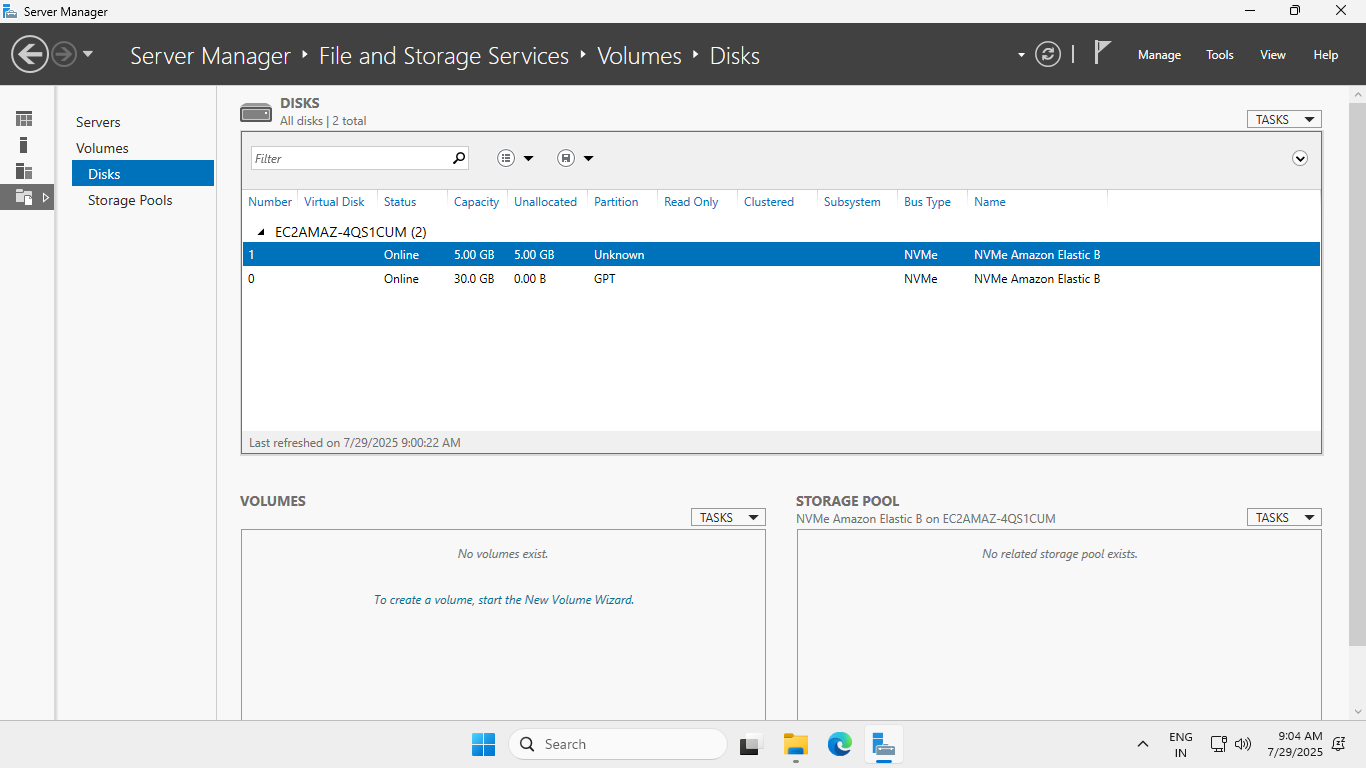 Server Manager
Server Manager ‣ File and Storage Services ‣ Volumes ‣ Disks
Manage Tools View Help
Servers
Volumes
Disks
Storage Pools
DISKS
All disks | 2 total
TASKS
Filter
Number Virtual Disk Status Capacity Unallocated Partition Read Only Clustered Subsystem Bus Type Name
EC2AMAZ-4QS1CUM (2)
1 Online 5.00 GB 5.00 GB Unknown NVMe NVMe Amazon Elastic B
0 Online 30.0 GB 0.00 B GPT NVMe NVMe Amazon Elastic B
Last refreshed on 7/29/2025 9:00:22 AM
VOLUMES
TASKS
No volumes exist.
To create a volume, start the New Volume Wizard.
STORAGE POOL
NVMe Amazon Elastic B on EC2AMAZ-4QS1CUM
TASKS
No related storage pool exists.
Search
ENG
IN
9:04 AM
7/29/2025